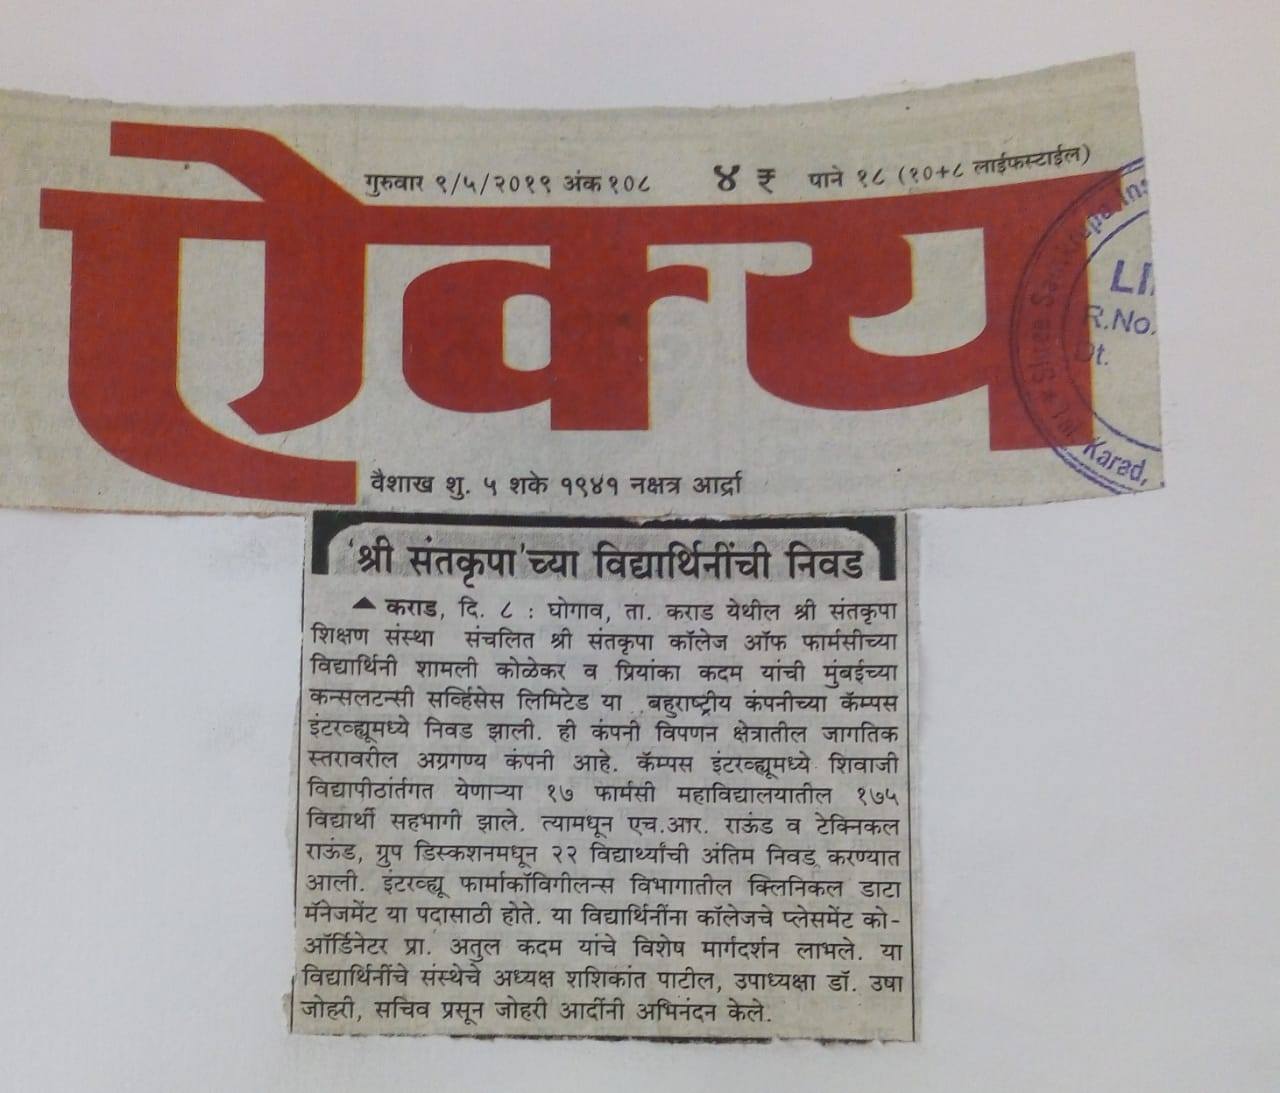 गुरुवार ९/५/२०१९ अंक १०८ ४ ₹ पाने १८ (१०+८ लाईफस्टाईल)
ऐक्य
LI
R.No.
Dt.
Karad,
वैशाख शु. ५ शके १९४१ नक्षत्र आर्द्रा
'श्री संतकृपा'च्या विद्यार्थिनींची निवड
▲ कराड, दि. ८ : घोगाव, ता. कराड येथील श्री संतकृपा
शिक्षण संस्था संचलित श्री संतकृपा कॉलेज ऑफ फार्मसीच्या
विद्यार्थिनी शामली कोळेकर व प्रियांका कदम यांची मुंबईच्या
कन्सलटन्सी सर्व्हिसेस लिमिटेड या बहुराष्ट्रीय कंपनीच्या कॅम्पस
इंटरव्ह्यूमध्ये निवड झाली. ही कंपनी विपणन क्षेत्रातील जागतिक
स्तरावरील अग्रगण्य कंपनी आहे. कॅम्पस इंटरव्ह्यूमध्ये शिवाजी
विद्यापीठांर्तगत येणाऱ्या १७ फार्मसी महाविद्यालयातील १७५
विद्यार्थी सहभागी झाले. त्यामधून एच.आर. राऊंड व टेक्निकल
राऊंड, ग्रुप डिस्कशनमधून २२ विद्यार्थ्यांची अंतिम निवड करण्यात
आली. इंटरव्ह्यू फार्माकॉविगीलन्स विभागातील क्लिनिकल डाटा
मॅनेजमेंट या पदासाठी होते. या विद्यार्थिनींना कॉलेजचे प्लेसमेंट को-
ऑर्डिनेटर प्रा. अतुल कदम यांचे विशेष मार्गदर्शन लाभले. या
विद्यार्थिनींचे संस्थेचे अध्यक्ष शशिकांत पाटील, उपाध्यक्षा डॉ. उषा
जोहरी, सचिव प्रसून जोहरी आदींनी अभिनंदन केले.